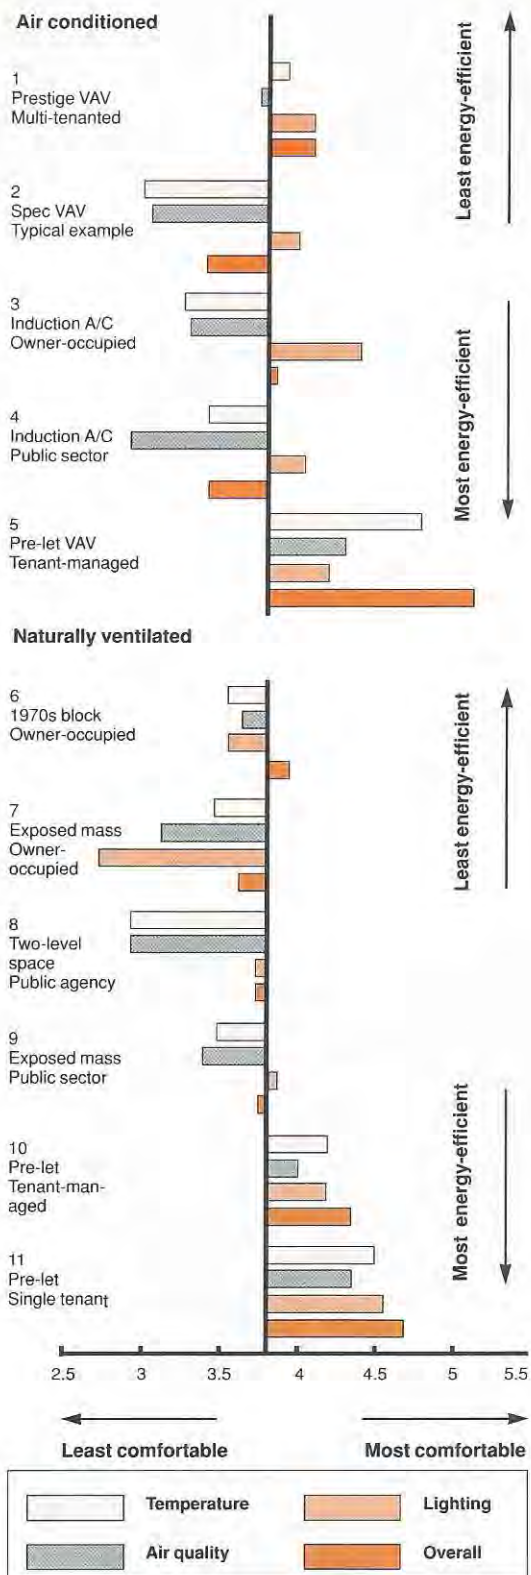 Air conditioned
1
Prestige VAV
Multi-tenanted
2
Spec VAV
Typical example
3
Induction A/C
Owner-occupied
4
Induction A/C
Public sector
5
Pre-let VAV
Tenant-managed
Least energy-efficient
Most energy-efficient
Naturally ventilated
6
1970s block
Owner-occupied
7
Exposed mass
Owner-
occupied
8
Two-level
space
Public agency
9
Exposed mass
Public sector
10
Pre-let
Tenant-man-
aged
11
Pre-let
Single tenant
Least energy-efficient
Most energy-efficient
2.5 3 3.5 4 4.5 5 5.5
Least comfortable Most comfortable
Temperature Lighting
Air quality Overall